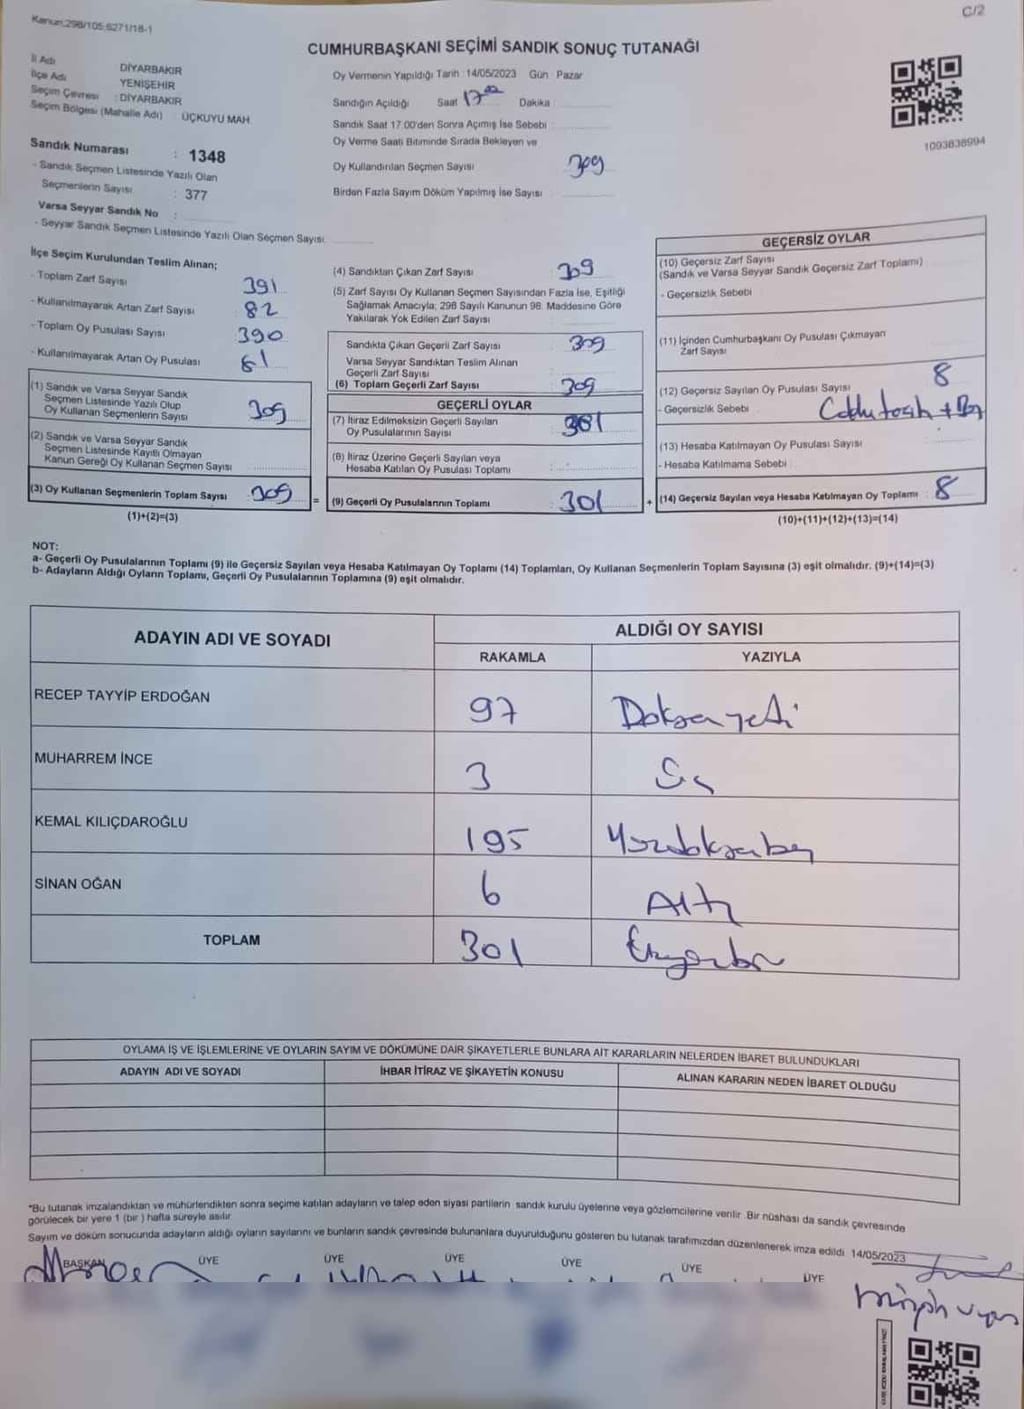 Kanun;298/105,6271/18-1
C/2
CUMHURBAŞKANI SEÇİMİ SANDIK SONUÇ TUTANAĞI
İl Adı DİYARBAKIR
İlçe Adı YENİŞEHİR
Seçim Çevresi : DİYARBAKIR
Seçim Bölgesi (Mahalle Adı) ÜÇKUYU MAH.
Sandık Numarası : 1348
- Sandık Seçmen Listesinde Yazılı Olan
Seçmenlerin Sayısı : 377
Varsa Seyyar Sandık No :
- Seyyar Sandık Seçmen Listesinde Yazılı Olan Seçmen Sayısı:
Oy Vermenin Yapıldığı Tarih :14/05/2023 Gün Pazar
Sandığın Açıldığı Saat 17 00 Dakika
Sandık Saat 17.00'den Sonra Açımış İse Sebebi :
Oy Verme Saati Bitiminde Sırada Bekleyen ve
Oy Kullandırılan Seçmen Sayısı 309
Birden Fazla Sayım Döküm Yapılmış İse Sayısı :
1093838994
İlçe Seçim Kurulundan Teslim Alınan;
- Toplam Zarf Sayısı 391
- Kullanılmayarak Artan Zarf Sayısı 82
- Toplam Oy Pusulası Sayısı 390
- Kullanılmayarak Artan Oy Pusulası 81
(1) Sandık ve Varsa Seyyar Sandık
Seçmen Listesinde Yazılı Olup
Oy Kullanan Seçmenlerin Sayısı 309
(2) Sandık ve Varsa Seyyar Sandık
Seçmen Listesinde Kayıtlı Olmayan
Kanun Gereği Oy Kullanan Seçmen Sayısı
(3) Oy Kullanan Seçmenlerin Toplam Sayısı 309 =
(1)+(2)=(3)
(4) Sandıktan Çıkan Zarf Sayısı 309
(5) Zarf Sayısı Oy Kullanan Seçmen Sayısından Fazla İse, Eşitliği
Sağlamak Amacıyla; 298 Sayılı Kanunun 98. Maddesine Göre
Yakılarak Yok Edilen Zarf Sayısı
Sandıkta Çıkan Geçerli Zarf Sayısı 309
Varsa Seyyar Sandıktan Teslim Alınan
Geçerli Zarf Sayısı
(6) Toplam Geçerli Zarf Sayısı 309
GEÇERLİ OYLAR
(7) İtiraz Edilmeksizin Geçerli Sayılan
Oy Pusulalarının Sayısı 301
(8) İtiraz Üzerine Geçerli Sayılan veya
Hesaba Katılan Oy Pusulası Toplamı
(9) Geçerli Oy Pusulalarının Toplamı 301 +
GEÇERSİZ OYLAR
(10) Geçersiz Zarf Sayısı
(Sandık ve Varsa Seyyar Sandık Geçersiz Zarf Toplamı)
- Geçersizlik Sebebi
(11) İçinden Cumhurbaşkanı Oy Pusulası Çıkmayan
Zarf Sayısı
(12) Geçersiz Sayılan Oy Pusulası Sayısı 8
- Geçersizlik Sebebi
(13) Hesaba Katılmayan Oy Pusulası Sayısı
- Hesaba Katılmama Sebebi
(14) Geçersiz Sayılan veya Hesaba Katılmayan Oy Toplamı : 8
(10)+(11)+(12)+(13)=(14)
NOT:
a- Geçerli Oy Pusulalarının Toplamı (9) ile Geçersiz Sayılan veya Hesaba Katılmayan Oy Toplamı (14) Toplamları, Oy Kullanan Seçmenlerin Toplam Sayısına (3) eşit olmalıdır. (9)+(14)=(3)
b- Adayların Aldığı Oyların Toplamı, Geçerli Oy Pusulalarının Toplamına (9) eşit olmalıdır.
ADAYIN ADI VE SOYADI ALDIĞI OY SAYISI
RAKAMLA YAZIYLA
RECEP TAYYİP ERDOĞAN 97 Doksanyedi
MUHARREM İNCE 3 Üç
KEMAL KILIÇDAROĞLU 195 Yüzdoksanbeş
SİNAN OĞAN 6 Altı
TOPLAM 301 Üçyüzbir
OYLAMA İŞ VE İŞLEMLERİNE VE OYLARIN SAYIM VE DÖKÜMÜNE DAİR ŞİKAYETLERLE BUNLARA AİT KARARLARIN NELERDEN İBARET BULUNDUKLARI
ADAYIN ADI VE SOYADI İHBAR İTİRAZ VE ŞİKAYETİN KONUSU ALINAN KARARIN NEDEN İBARET OLDUĞU
*Bu tutanak imzalandıktan ve mühürlendikten sonra seçime katılan adayların ve talep eden siyasi partilerin sandık kurulu üyelerine veya gözlemcilerine verilir. Bir nüshası da sandık çevresinde
görülecek bir yere 1 (bir ) hafta süreyle asılır.
Sayım ve döküm sonucunda adayların aldığı oyların sayılarını ve bunların sandık çevresinde bulunanlara duyurulduğunu gösteren bu tutanak tarafımızdan düzenlenerek imza edildi. 14/05/2023
BAŞKAN ÜYE ÜYE ÜYE ÜYE ÜYE ÜYE